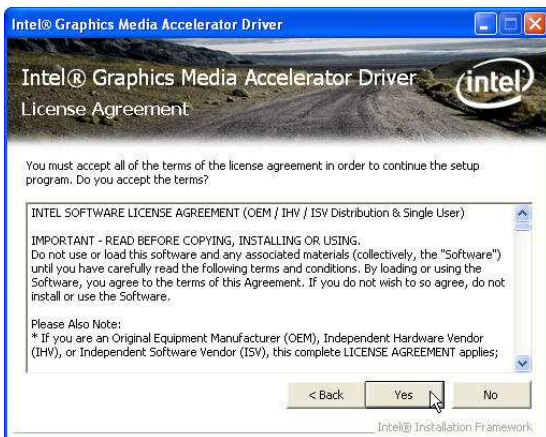 Intel® Graphics Media Accelerator Driver
Intel® Graphics Media Accelerator Driver
License Agreement
intel
You must accept all of the terms of the license agreement in order to continue the setup
program. Do you accept the terms?
INTEL SOFTWARE LICENSE AGREEMENT (OEM / IHV / ISV Distribution & Single User)
IMPORTANT - READ BEFORE COPYING, INSTALLING OR USING.
Do not use or load this software and any associated materials (collectively, the "Software")
until you have carefully read the following terms and conditions. By loading or using the
Software, you agree to the terms of this Agreement. If you do not wish to so agree, do not
install or use the Software.
Please Also Note:
* If you are an Original Equipment Manufacturer (OEM), Independent Hardware Vendor
(IHV), or Independent Software Vendor (ISV), this complete LICENSE AGREEMENT applies;
< Back Yes No
Intel® Installation Framework